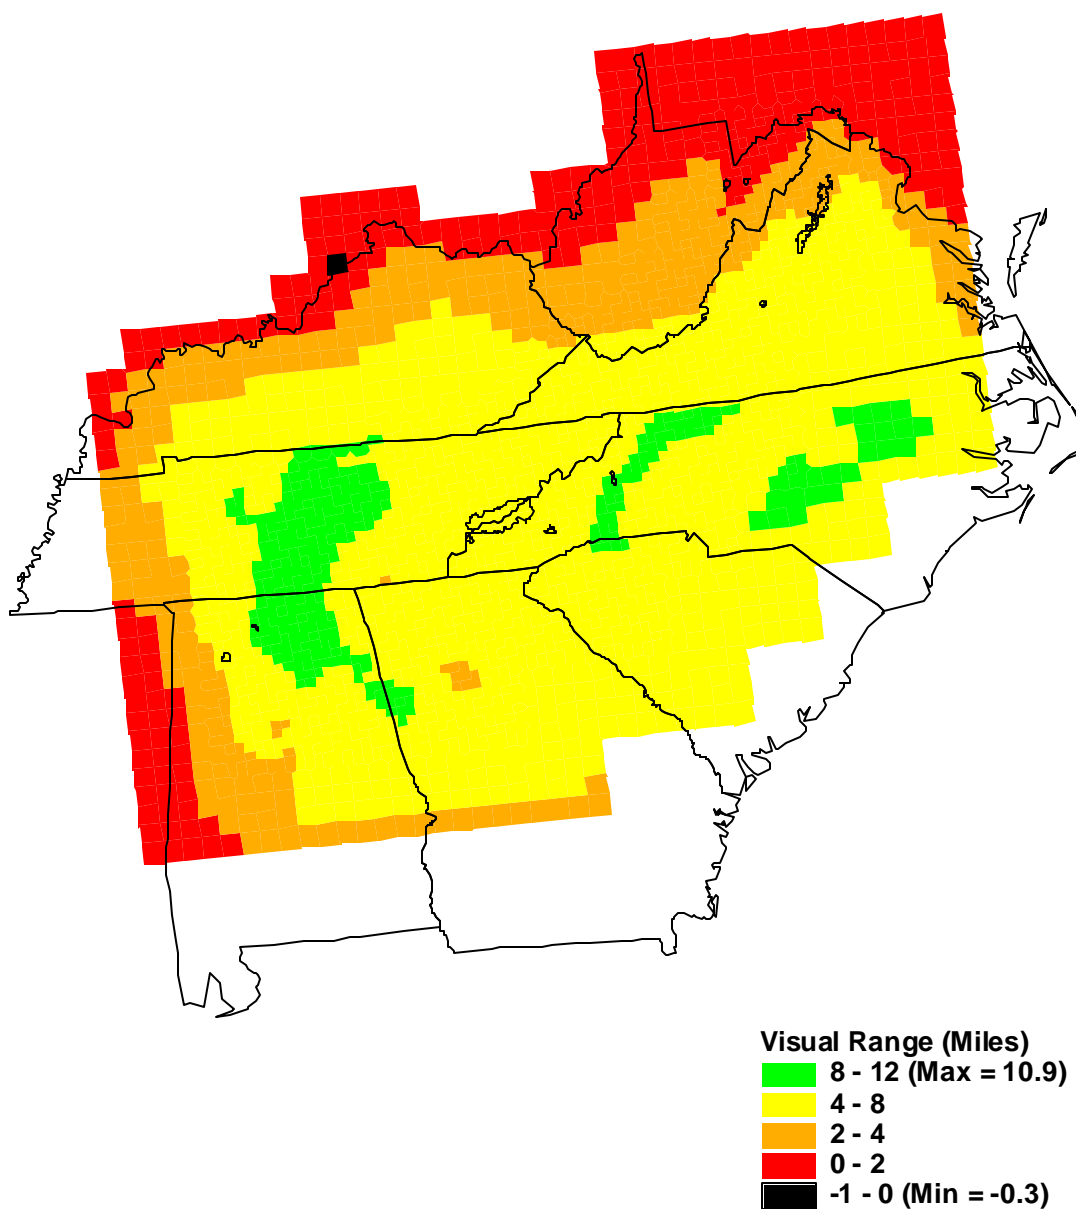 Visual Range (Miles)
8 - 12 (Max = 10.9)
4 - 8
2 - 4
0 - 2
-1 - 0 (Min = -0.3)